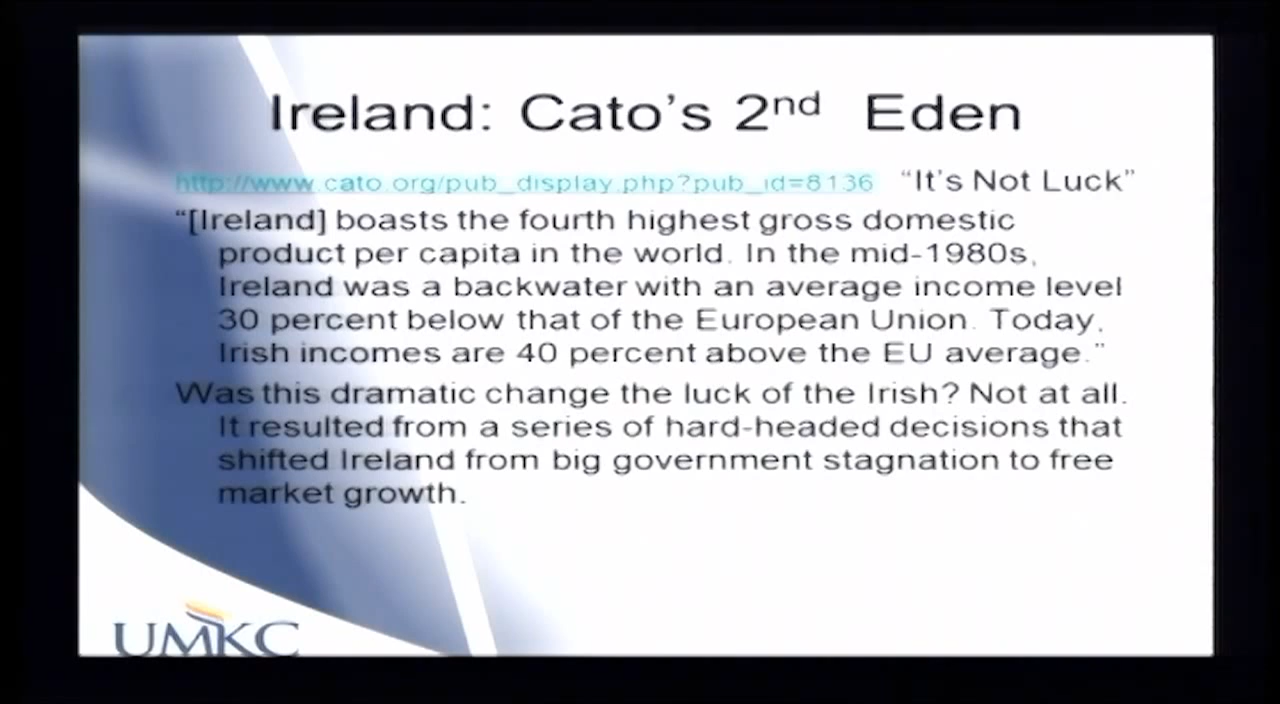 Ireland: Cato's 2nd Eden
http://www.cato.org/pub_display.php?pub_id=8136 "It's Not Luck"
"[Ireland] boasts the fourth highest gross domestic
product per capita in the world. In the mid-1980s,
Ireland was a backwater with an average income level
30 percent below that of the European Union. Today,
Irish incomes are 40 percent above the EU average."
Was this dramatic change the luck of the Irish? Not at all.
It resulted from a series of hard-headed decisions that
shifted Ireland from big government stagnation to free
market growth.
UMKC